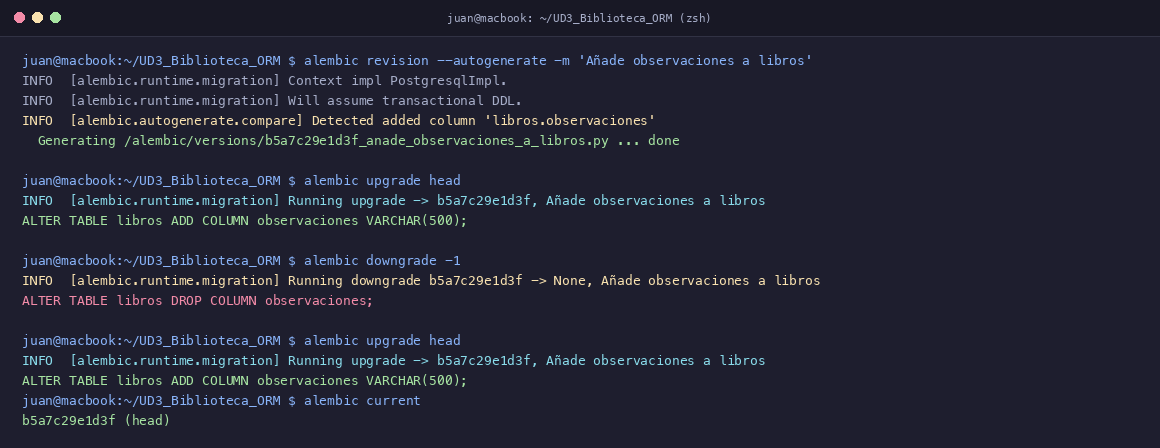 juan@macbook: ~/UD3_Biblioteca_ORM (zsh)
juan@macbook:~/UD3_Biblioteca_ORM $ alembic revision --autogenerate -m 'Añade observaciones a libros'
INFO  [alembic.runtime.migration] Context impl PostgresqlImpl.
INFO  [alembic.runtime.migration] Will assume transactional DDL.
INFO  [alembic.autogenerate.compare] Detected added column 'libros.observaciones'
  Generating /alembic/versions/b5a7c29e1d3f_anade_observaciones_a_libros.py ... done
juan@macbook:~/UD3_Biblioteca_ORM $ alembic upgrade head
INFO  [alembic.runtime.migration] Running upgrade -> b5a7c29e1d3f, Añade observaciones a libros
ALTER TABLE libros ADD COLUMN observaciones VARCHAR(500);
juan@macbook:~/UD3_Biblioteca_ORM $ alembic downgrade -1
INFO  [alembic.runtime.migration] Running downgrade b5a7c29e1d3f -> None, Añade observaciones a libros
ALTER TABLE libros DROP COLUMN observaciones;
juan@macbook:~/UD3_Biblioteca_ORM $ alembic upgrade head
INFO  [alembic.runtime.migration] Running upgrade -> b5a7c29e1d3f, Añade observaciones a libros
ALTER TABLE libros ADD COLUMN observaciones VARCHAR(500);
juan@macbook:~/UD3_Biblioteca_ORM $ alembic current
b5a7c29e1d3f (head)